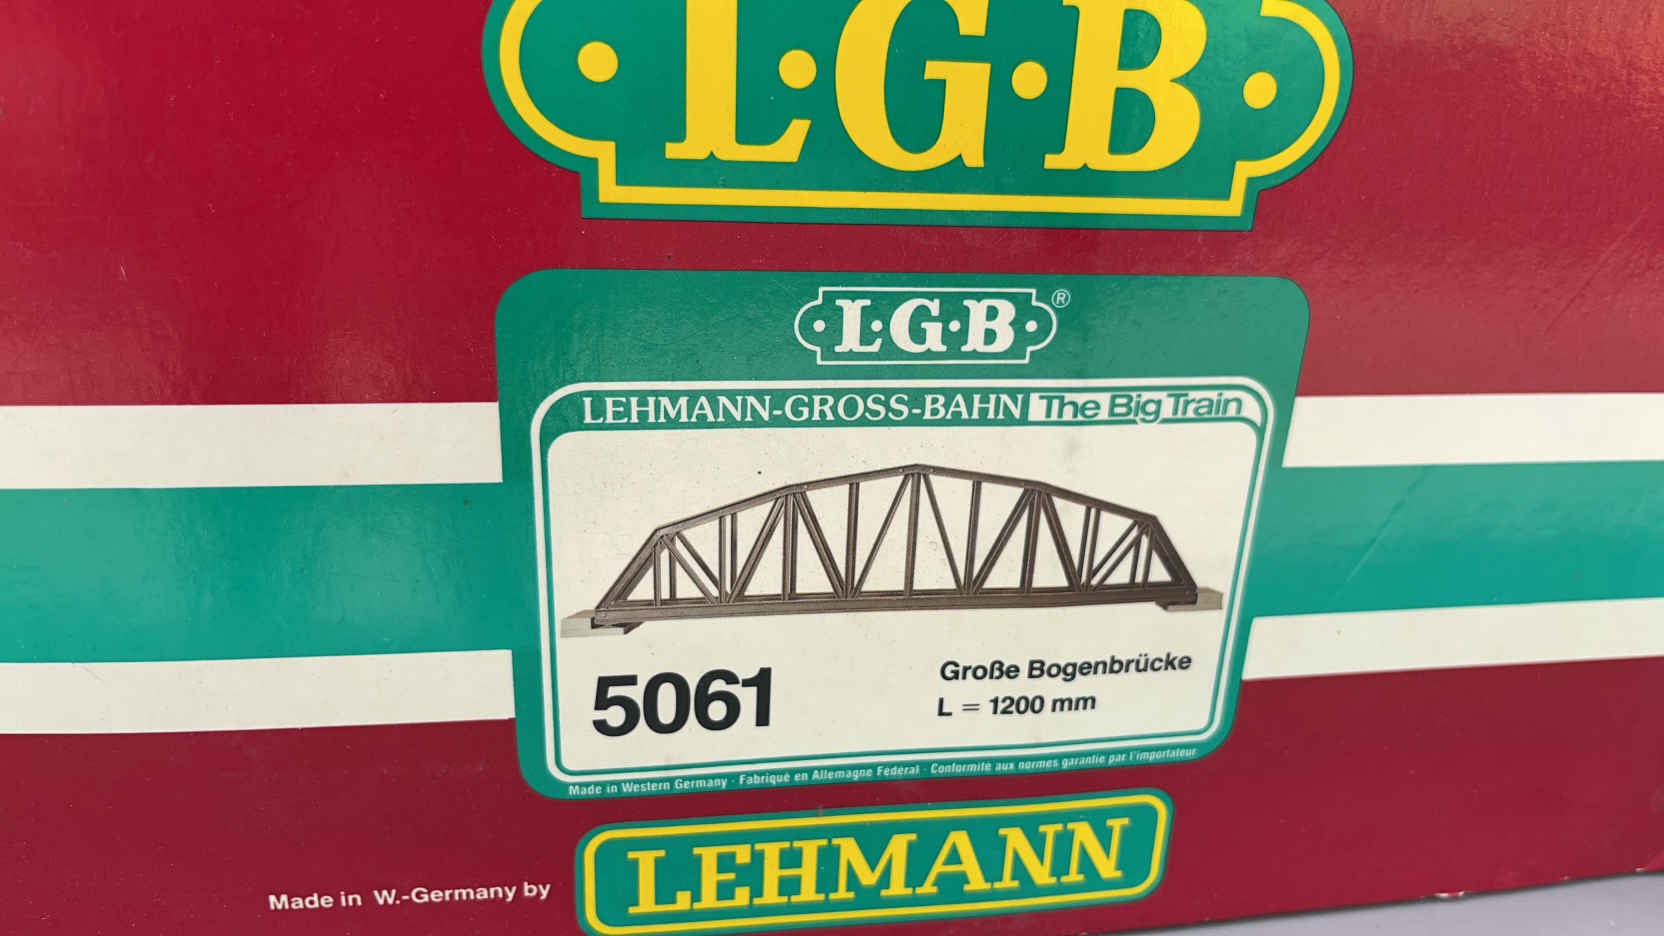 L·G·B
L·G·B®
LEHMANN-GROSS-BAHN The Big Train
5061
Große Bogenbrücke
L = 1200 mm
Made in Western Germany · Fabriqué en Allemagne Fédéral · Conformité aux normes garantie par l'importateur
Made in W.-Germany by
LEHMANN